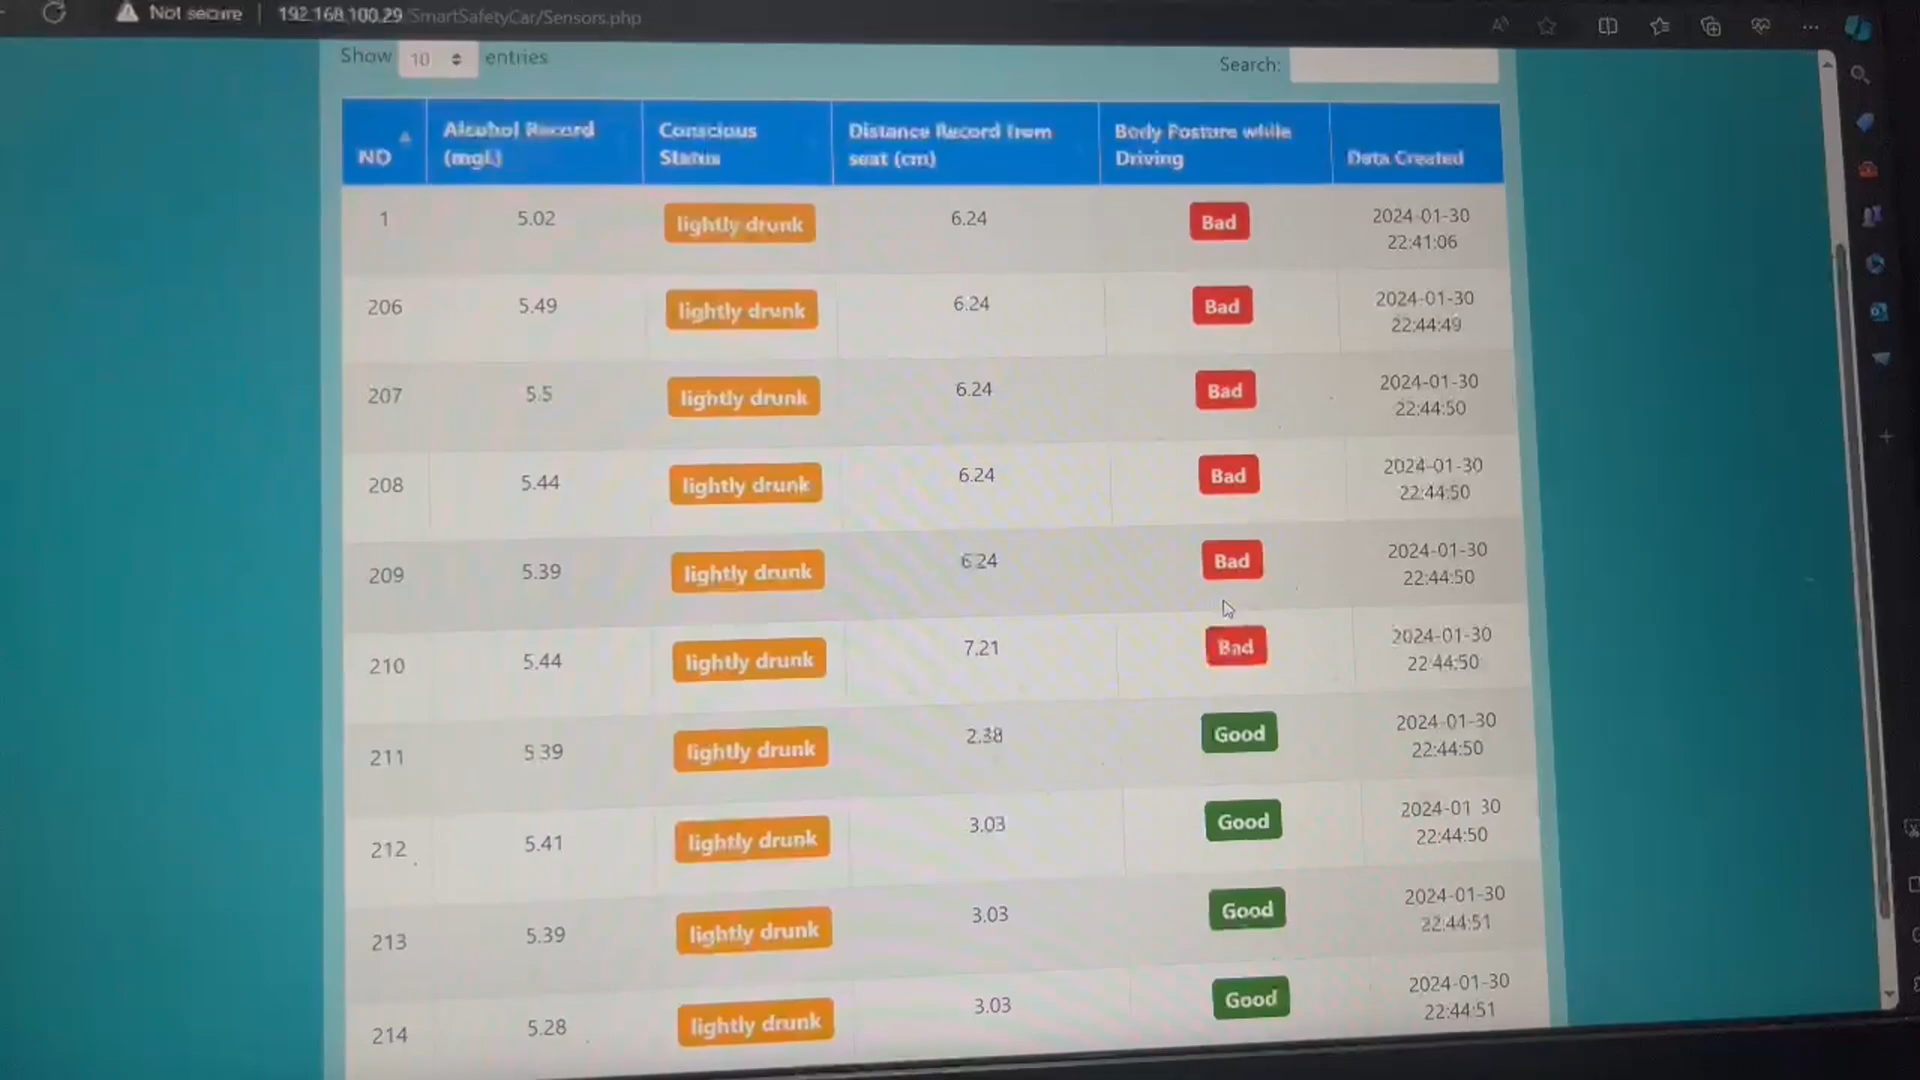 Not secure 192.168.100.29/SmartSafetyCar/Sensors.php
Show 10 entries Search:
NO Alcohol Record (mgL) Conscious Status Distance Record from seat (cm) Body Posture while Driving Data Created
1 5.02 lightly drunk 6.24 Bad 2024-01-30 22:41:06
206 5.49 lightly drunk 6.24 Bad 2024-01-30 22:44:49
207 5.5 lightly drunk 6.24 Bad 2024-01-30 22:44:50
208 5.44 lightly drunk 6.24 Bad 2024-01-30 22:44:50
209 5.39 lightly drunk 6.24 Bad 2024-01-30 22:44:50
210 5.44 lightly drunk 7.21 Bad 2024-01-30 22:44:50
211 5.39 lightly drunk 2.38 Good 2024-01-30 22:44:50
212 5.41 lightly drunk 3.03 Good 2024-01-30 22:44:50
213 5.39 lightly drunk 3.03 Good 2024-01-30 22:44:51
214 5.28 lightly drunk 3.03 Good 2024-01-30 22:44:51